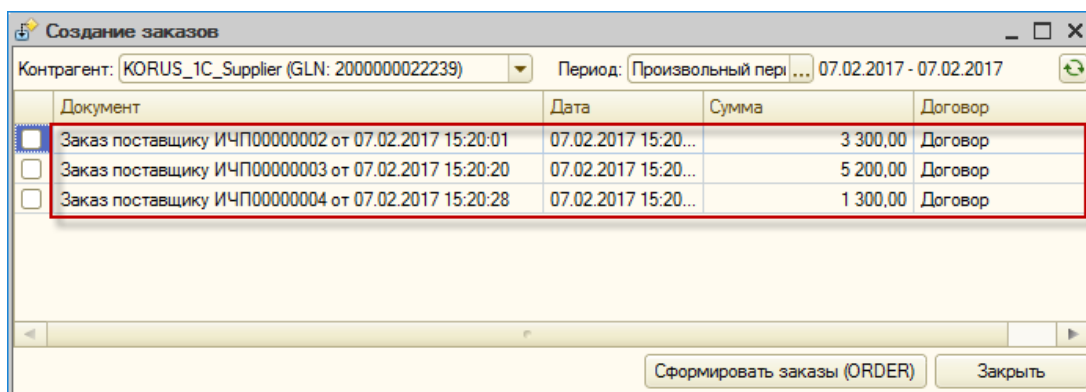 Создание заказов
Контрагент: KORUS_1C_Supplier (GLN: 2000000022239) Период: Произвольный пери ... 07.02.2017 - 07.02.2017
Документ Дата Сумма Договор
Заказ поставщику ИЧП00000002 от 07.02.2017 15:20:01 07.02.2017 15:20... 3 300,00 Договор
Заказ поставщику ИЧП00000003 от 07.02.2017 15:20:20 07.02.2017 15:20... 5 200,00 Договор
Заказ поставщику ИЧП00000004 от 07.02.2017 15:20:28 07.02.2017 15:20... 1 300,00 Договор
Сформировать заказы (ORDER) Закрыть